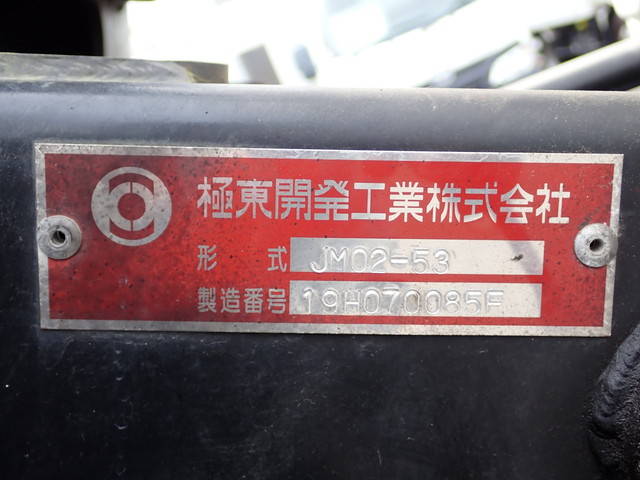 極東開発工業株式会社
形 式 JM02-53
製造番号 19H070085F